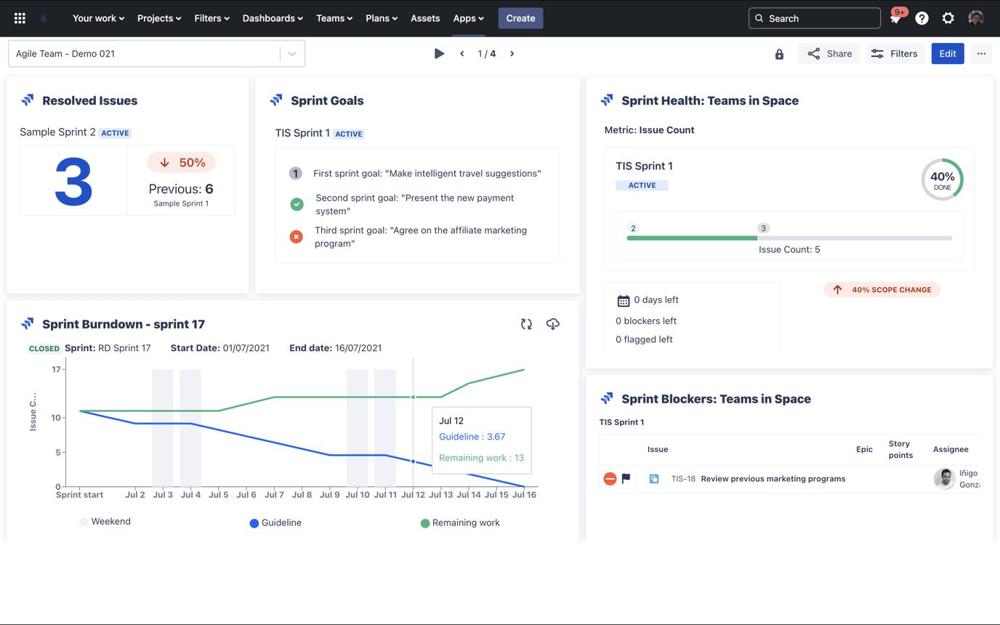 Your work Projects Filters Dashboards Teams Plans Assets Apps Create Search 9+
Agile Team - Demo 021 1 / 4 Share Filters Edit
Resolved Issues
Sample Sprint 2 ACTIVE
3
50%
Previous: 6
Sample Sprint 1
Sprint Goals
TIS Sprint 1 ACTIVE
1 First sprint goal: "Make intelligent travel suggestions"
Second sprint goal: "Present the new payment
system"
Third sprint goal: "Agree on the affiliate marketing
program"
Sprint Health: Teams in Space
Metric: Issue Count
TIS Sprint 1
ACTIVE
40%
DONE
2 3
Issue Count: 5
0 days left
0 blockers left
0 flagged left
40% SCOPE CHANGE
Sprint Burndown - sprint 17
CLOSED Sprint: RD Sprint 17 Start Date: 01/07/2021 End date: 16/07/2021
Issue C...
17
10
5
0
Jul 12
Guideline : 3.67
Remaining work : 13
Sprint start Jul 2 Jul 3 Jul 4 Jul 5 Jul 6 Jul 7 Jul 8 Jul 9 Jul 10 Jul 11 Jul 12 Jul 13 Jul 14 Jul 15 Jul 16
Weekend Guideline Remaining work
Sprint Blockers: Teams in Space
TIS Sprint 1
Issue Epic Story points Assignee
TIS-18 Review previous marketing programs Iñigo
Gonz